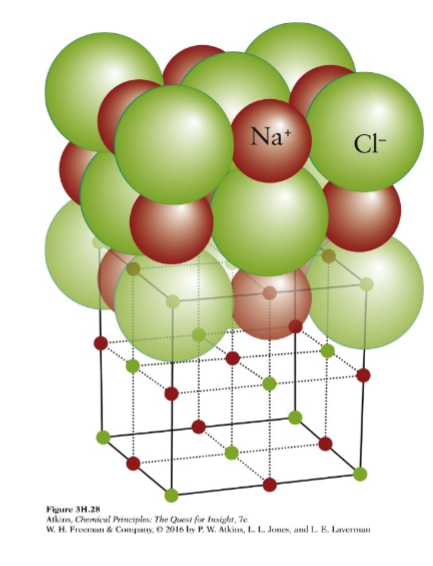 Na⁺
Cl⁻
Figure 3H.28
Atkins, Chemical Principles: The Quest for Insight, 7e
W. H. Freeman & Company, © 2016 by P. W. Atkins, L. L. Jones, and L. E. Laverman